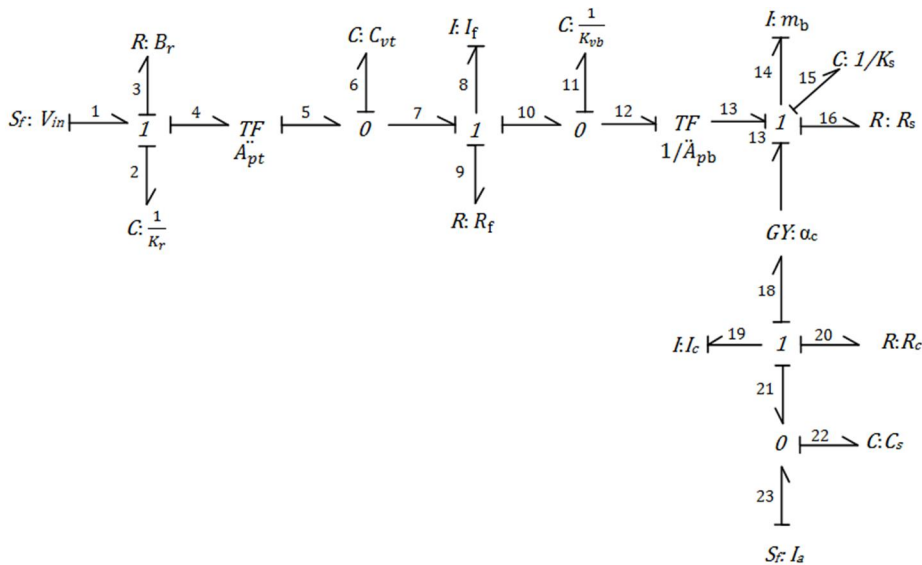 I: m_b
C: C_vt
I: I_f
C: 1/K_vb
R: B_r
6
8
11
14
15
C: 1/K_s
3
S_f: V_in
1
1
4
TF
5
0
7
1
10
0
12
TF
13
1
16
R: R_s
Ä_pt
1/Ä_pb
13
2
9
C: 1/K_r
R: R_f
GY: α_c
18
I:I_c
19
1
20
R:R_c
21
0
22
C:C_s
23
S_f: I_a